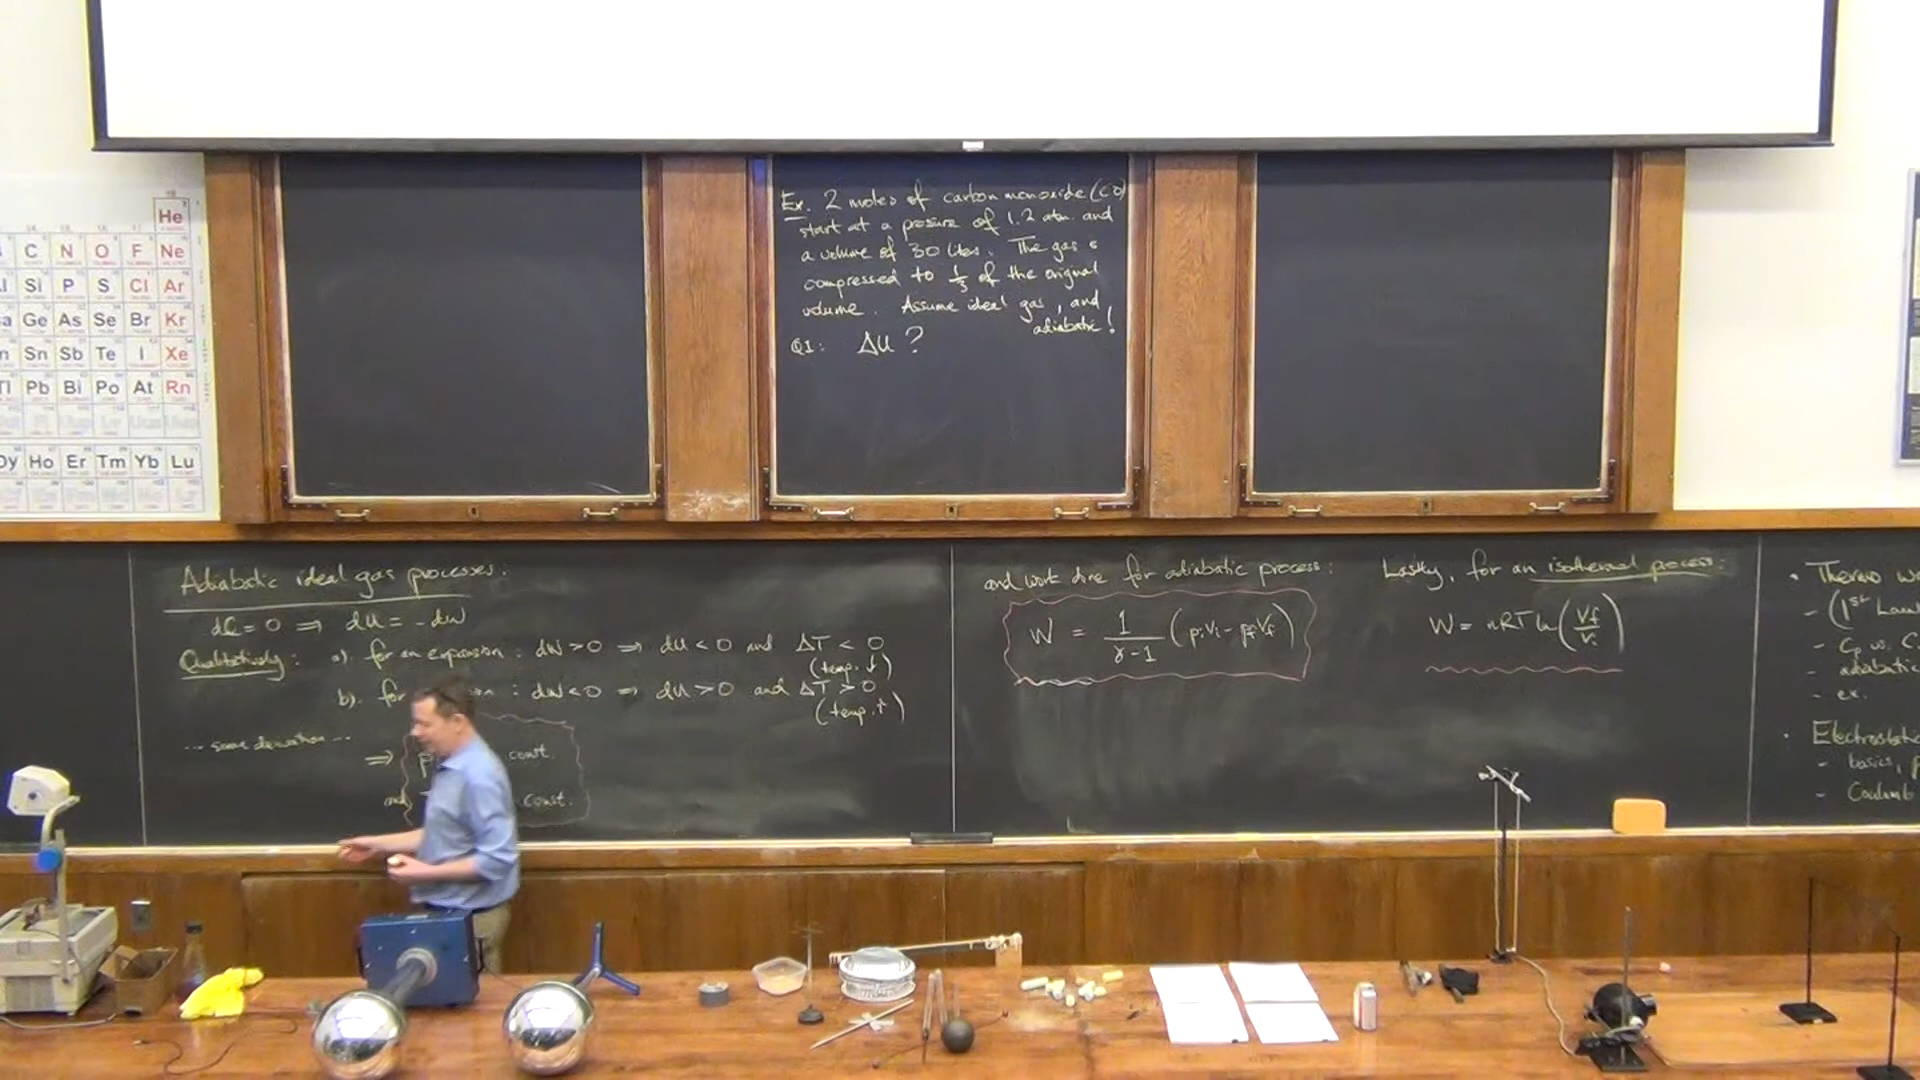 He
C N O F Ne
Si P S Cl Ar
Ge As Se Br Kr
Sn Sb Te I Xe
Pb Bi Po At Rn
Dy Ho Er Tm Yb Lu
Ex. 2 moles of carbon monoxide (CO)
start at a pressure of 1.2 atm. and
a volume of 30 liters. The gas is
compressed to 1/3 of the original
volume. Assume ideal gas, and
adiabatic!
Q1: ΔU ?
Adiabatic ideal gas processes:
dQ = 0 ⇒ dU = -dW
Qualitatively: a). for an expansion: dW > 0 ⇒ dU < 0 and ΔT < 0
(temp. ↓)
b). for : dW < 0 ⇒ dU > 0 and ΔT > 0
(temp. ↑)
... some derivation ...
⇒ p const.
and const.
and work done for adiabatic process:
W = 1/(γ-1) (piVi - pfVf)
Lastly, for an isothermal process:
W = nRT ln(Vf/Vi)
• Thermo
- (1st Law
- Cp vs. C
- adiabatic
- ex.
• Electrostatic
- basics,
- Coulomb